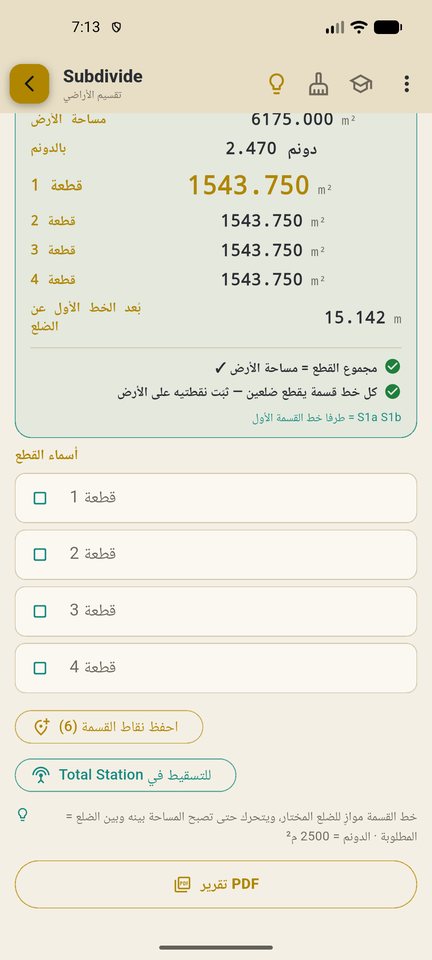 7:13
Subdivide
تقسيم الأراضي
مساحة الأرض 6175.000 m²
بالدونم 2.470 دونم
قطعة 1 1543.750 m²
قطعة 2 1543.750 m²
قطعة 3 1543.750 m²
قطعة 4 1543.750 m²
بُعد الخط الأول عن الضلع 15.142 m
مجموع القطع = مساحة الأرض ✓
كل خط قسمة يقطع ضلعين — ثبّت نقطتيه على الأرض
S1a S1b = طرفا خط القسمة الأول
أسماء القطع
قطعة 1
قطعة 2
قطعة 3
قطعة 4
احفظ نقاط القسمة (6)
للتسقيط في Total Station
خط القسمة موازٍ للضلع المختار، ويتحرك حتى تصبح المساحة بينه وبين الضلع =
المطلوبة · الدونم = 2500 م²
تقرير PDF